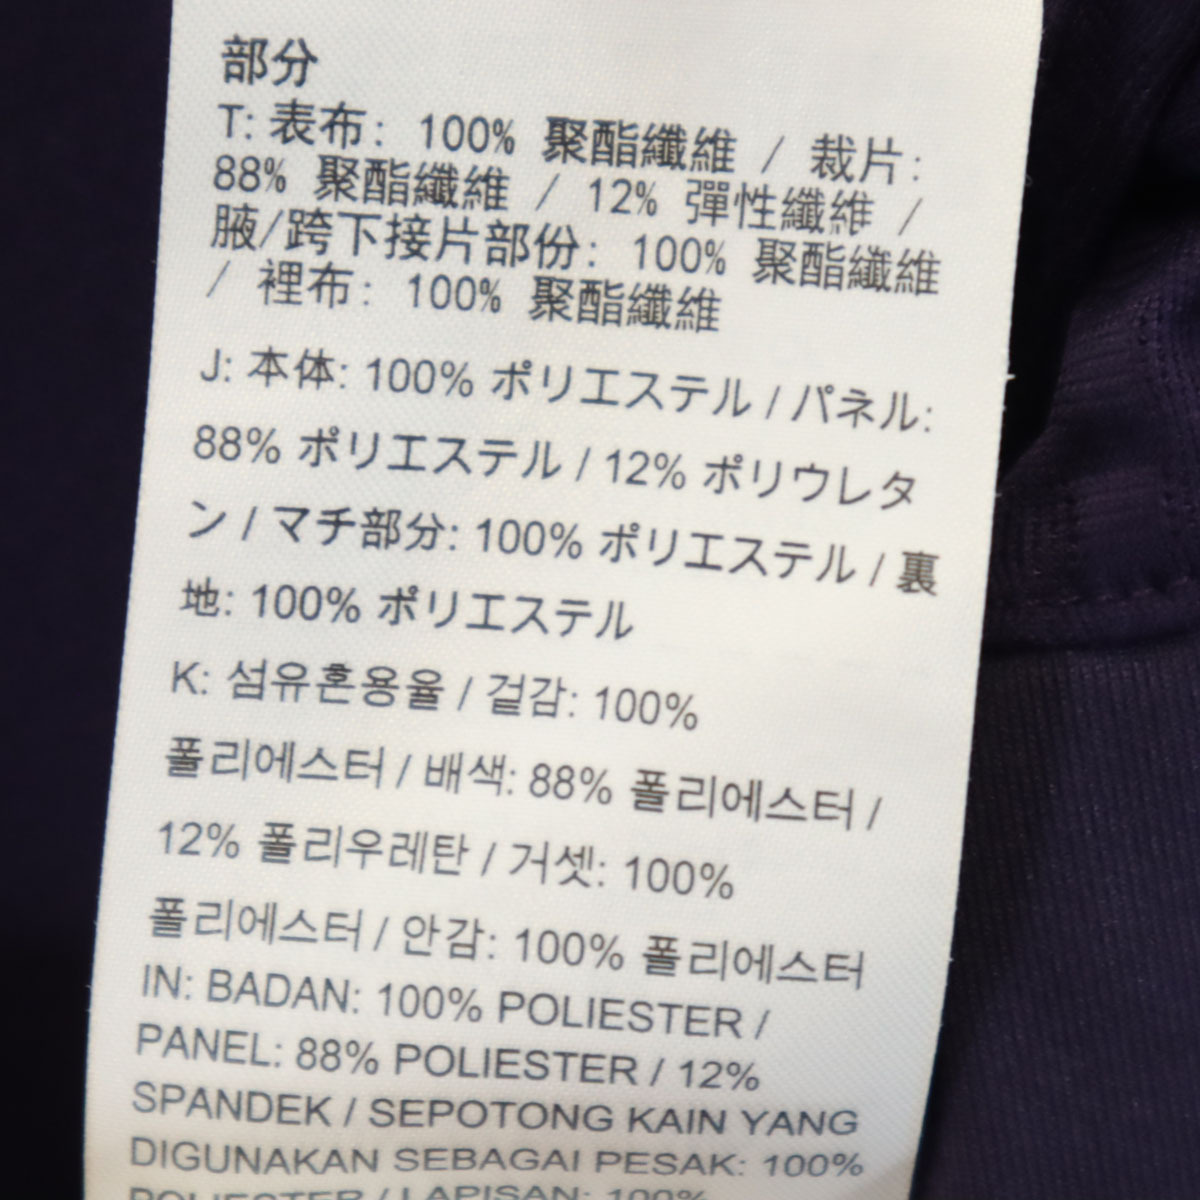 部分
T: 表布: 100% 聚酯纖維 / 裁片:
88% 聚酯纖維 / 12% 彈性纖維 /
腋/跨下接片部份: 100% 聚酯纖維
/ 裡布: 100% 聚酯纖維
J: 本体: 100% ポリエステル / パネル:
88% ポリエステル / 12% ポリウレタ
ン / マチ部分: 100% ポリエステル / 裏
地: 100% ポリエステル
K: 섬유혼용율 / 겉감: 100%
폴리에스터 / 배색: 88% 폴리에스터 /
12% 폴리우레탄 / 거셋: 100%
폴리에스터 / 안감: 100% 폴리에스터
IN: BADAN: 100% POLIESTER /
PANEL: 88% POLIESTER / 12%
SPANDEK / SEPOTONG KAIN YANG
DIGUNAKAN SEBAGAI PESAK: 100%
POLIESTER / LAPISAN: 100%